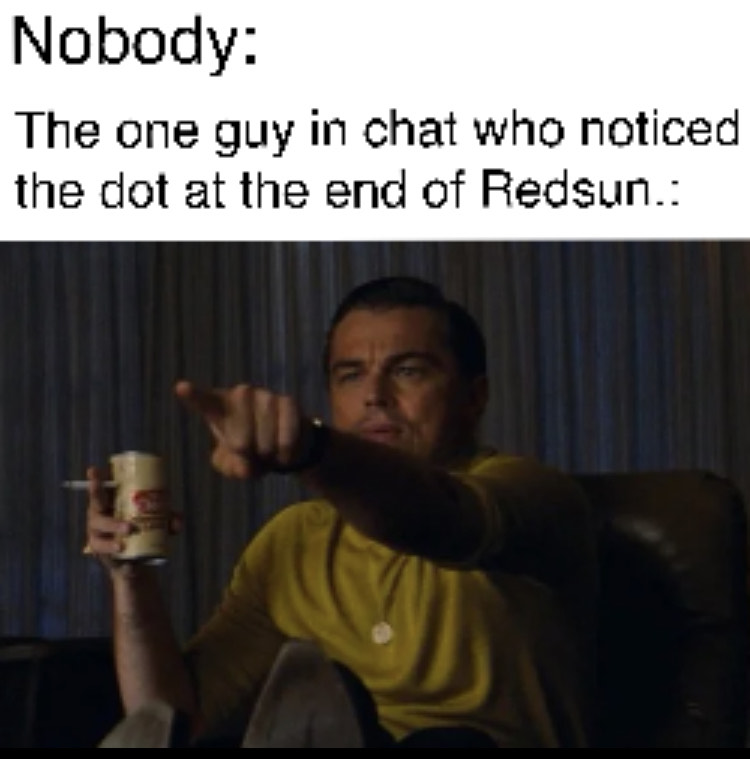 Nobody:
The one guy in chat who noticed
the dot at the end of Redsun.: